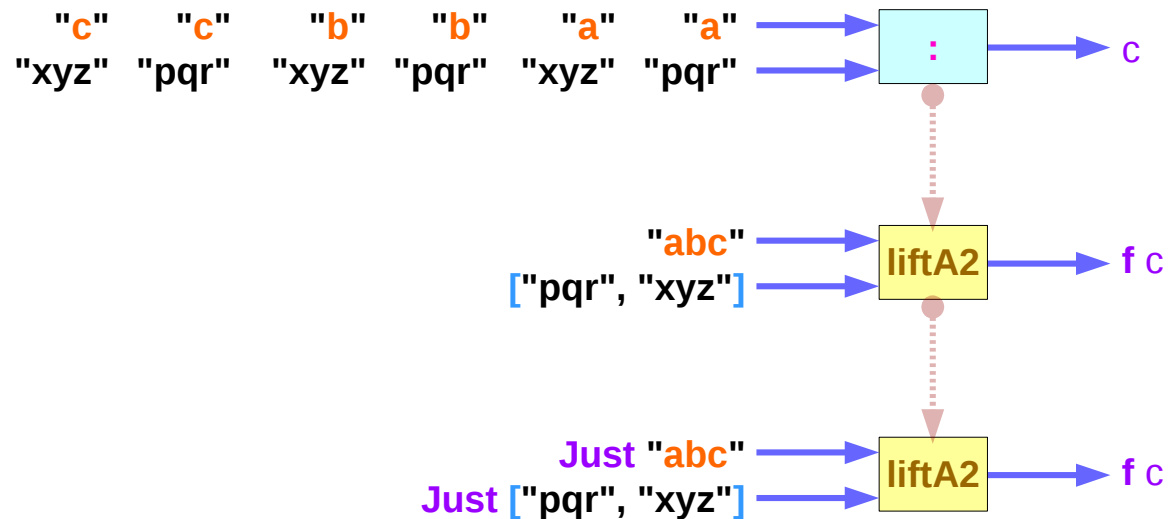 "c" "c" "b" "b" "a" "a"
"xyz" "pqr" "xyz" "pqr" "xyz" "pqr"
:
c
"abc"
["pqr", "xyz"]
liftA2
f c
Just "abc"
Just ["pqr", "xyz"]
liftA2
f c